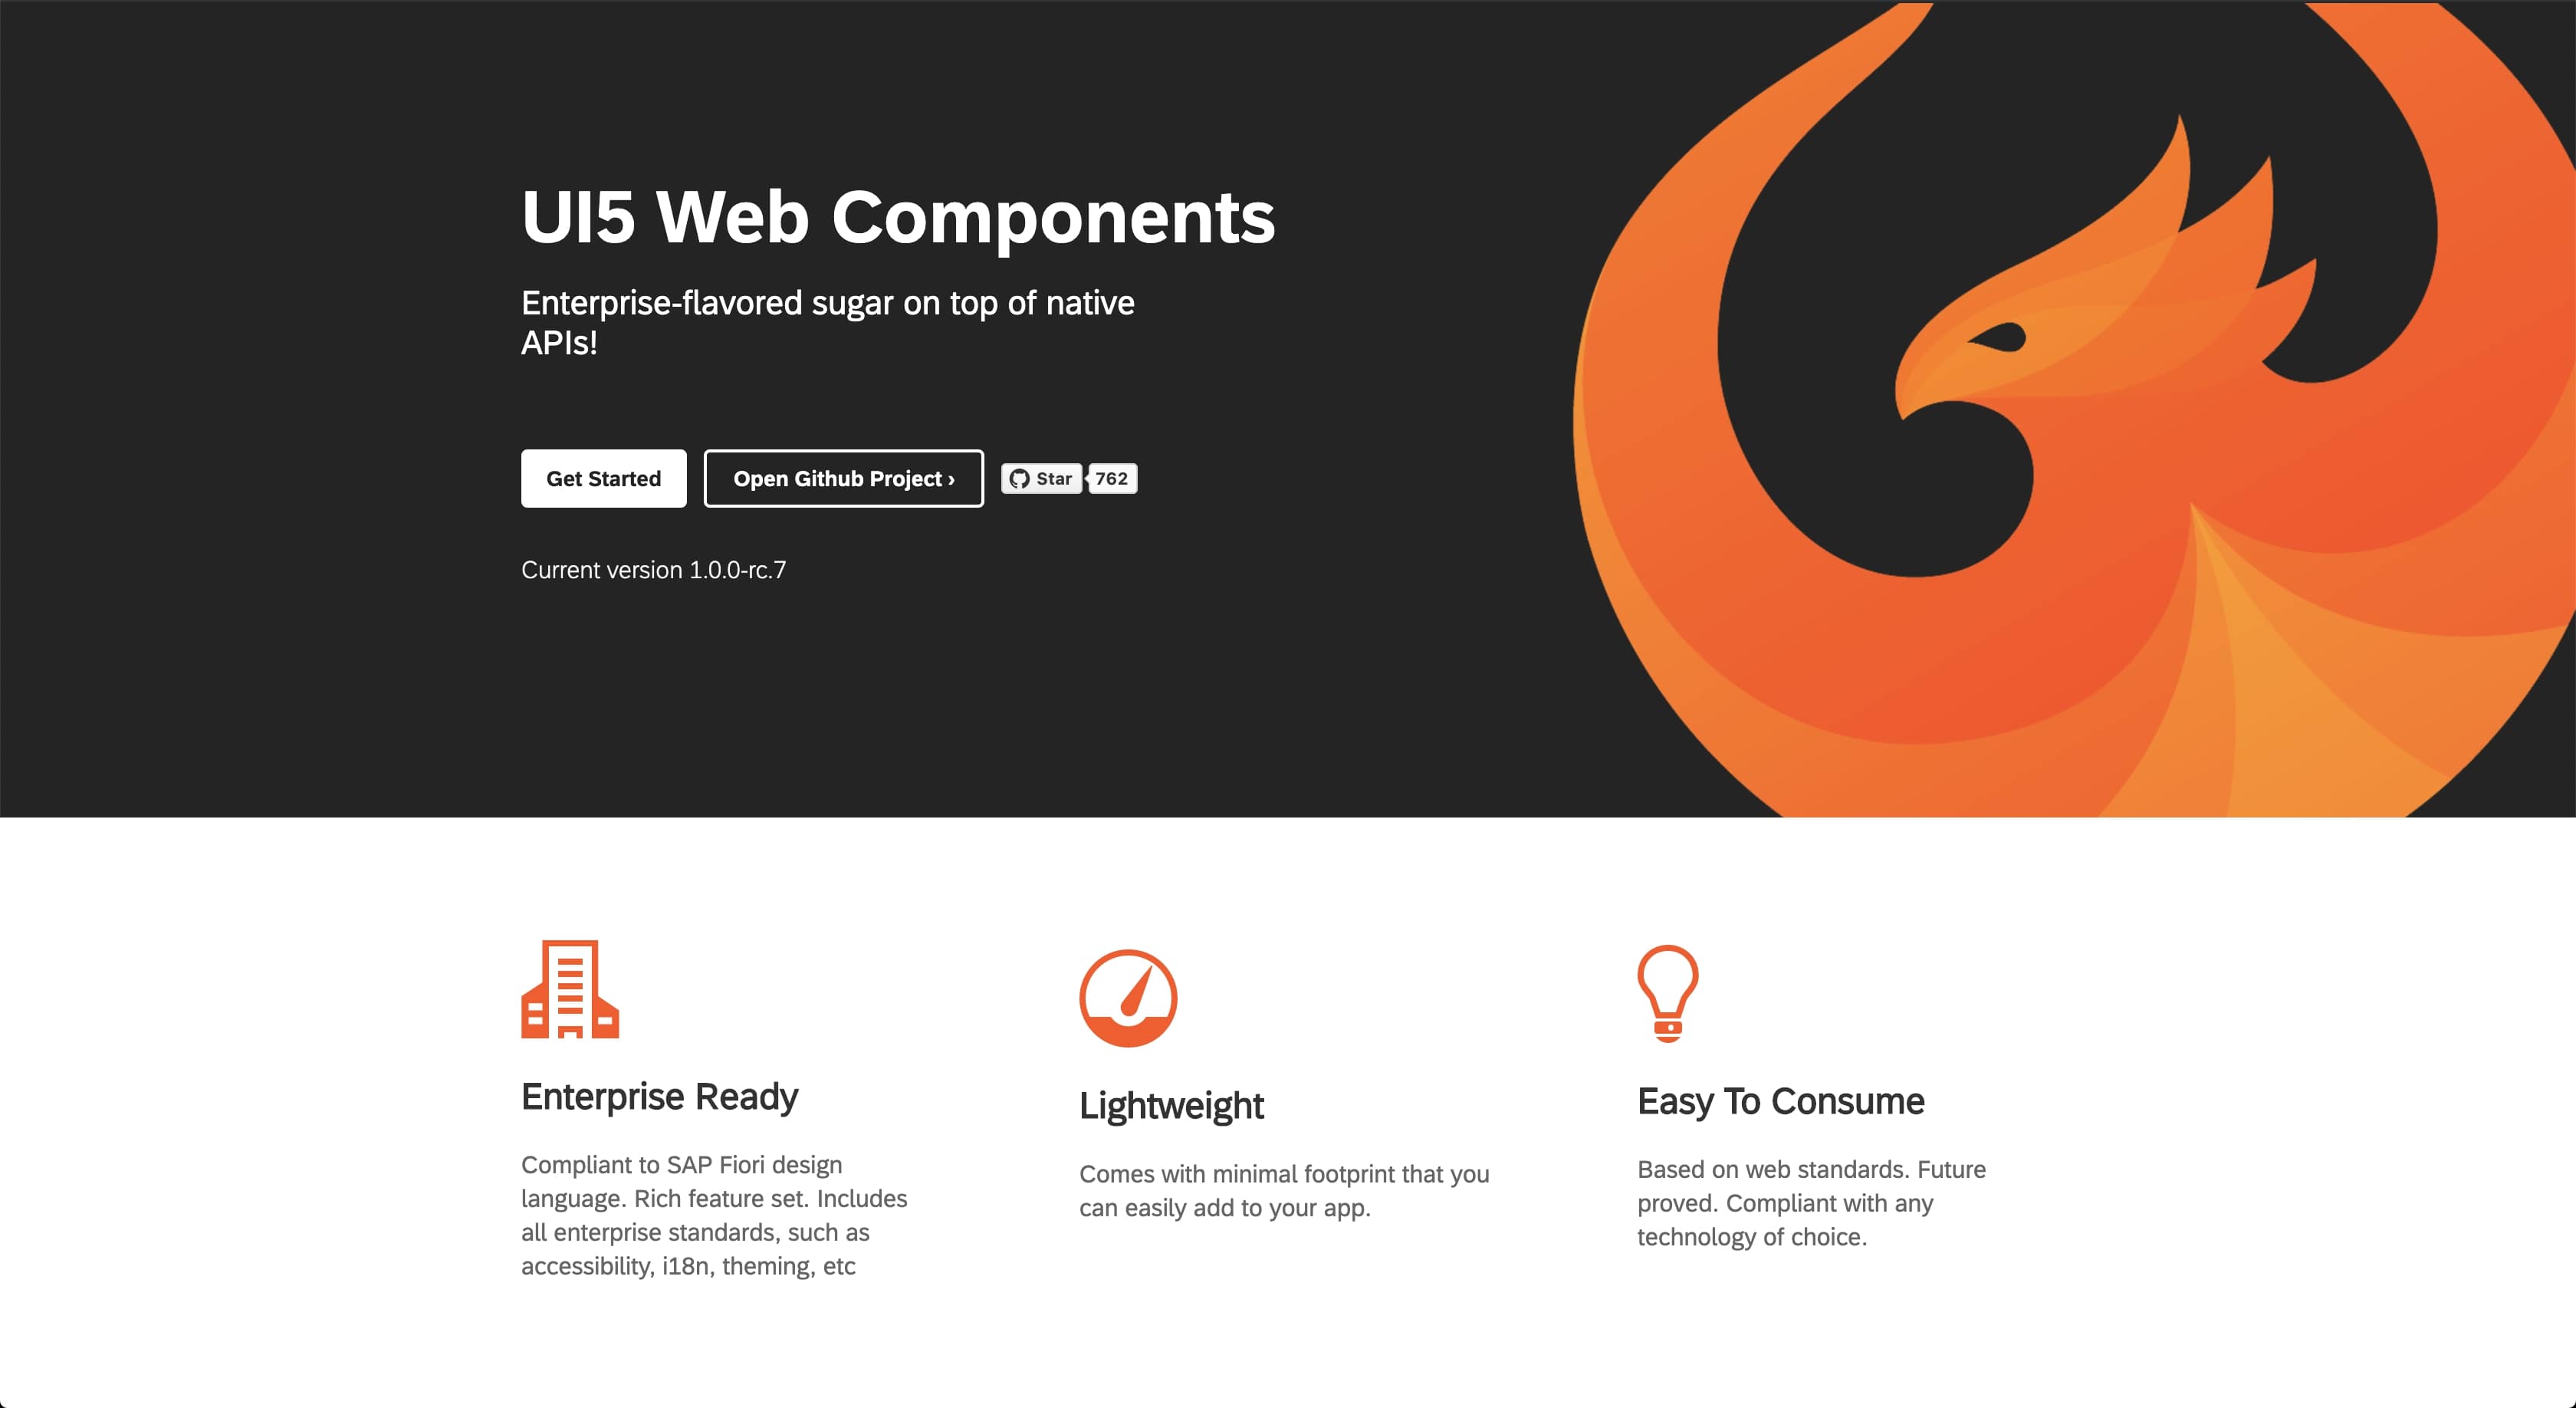 UI5 Web Components
Enterprise-flavored sugar on top of native
APIs!
Get Started
Open Github Project ›
Star
762
Current version 1.0.0-rc.7
Enterprise Ready
Compliant to SAP Fiori design
language. Rich feature set. Includes
all enterprise standards, such as
accessibility, i18n, theming, etc
Lightweight
Comes with minimal footprint that you
can easily add to your app.
Easy To Consume
Based on web standards. Future
proved. Compliant with any
technology of choice.